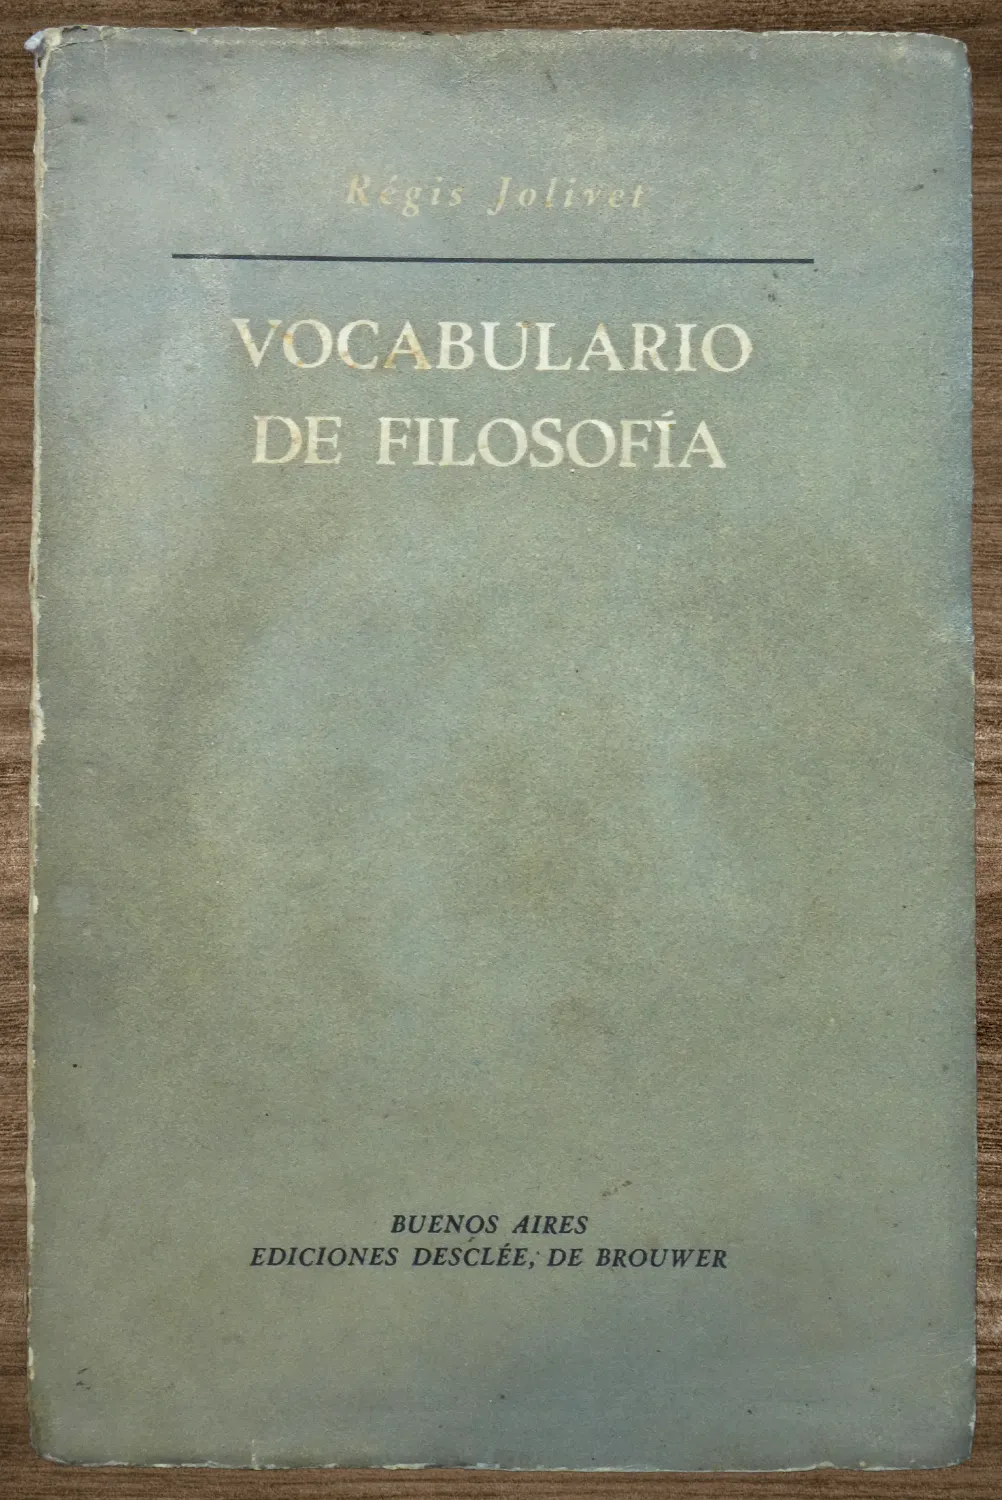 Régis Jolivet
VOCABULARIO
DE FILOSOFÍA
BUENOS AIRES
EDICIONES DESCLÉE, DE BROUWER